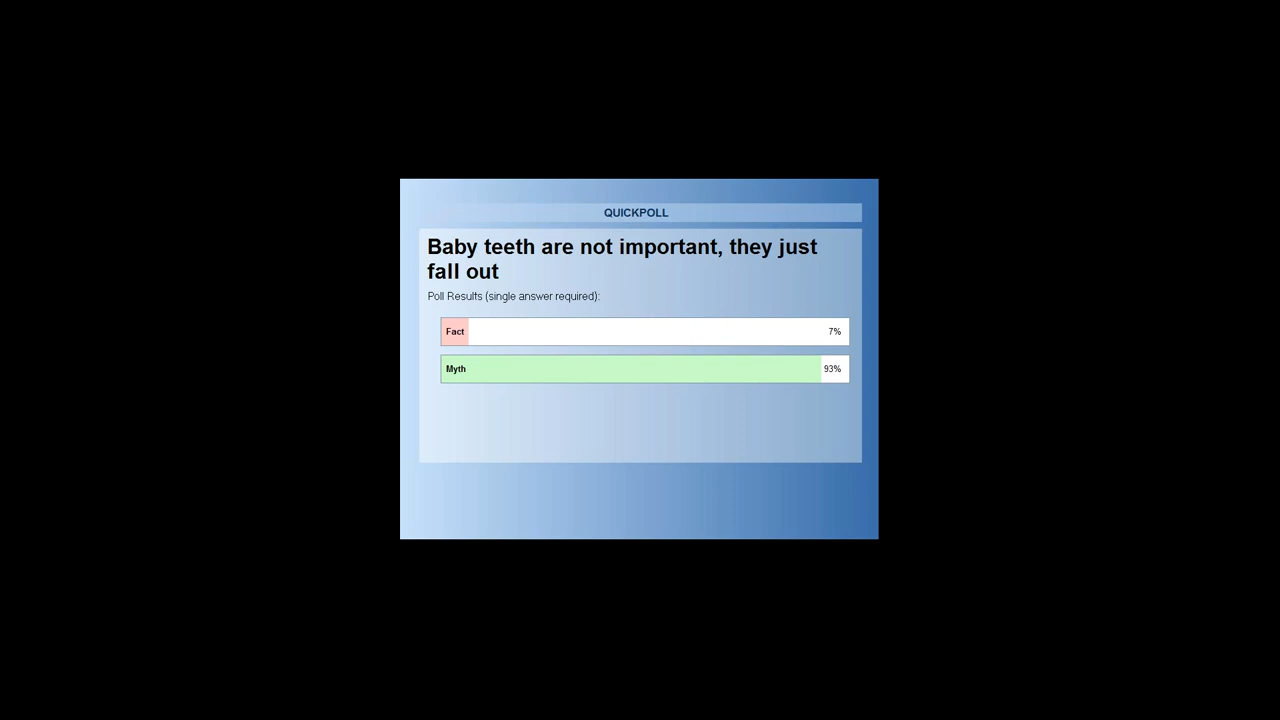 QUICKPOLL
Baby teeth are not important, they just
fall out
Poll Results (single answer required):
Fact 7%
Myth 93%